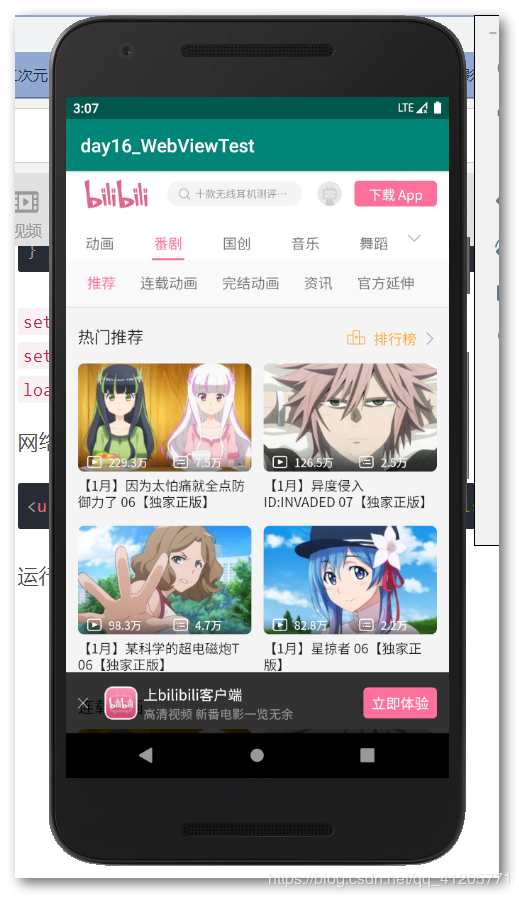 3:07
LTE
day16_WebViewTest
bilibili
十款无线耳机测评…
下载 App
动画
番剧
国创
音乐
舞蹈
推荐
连载动画
完结动画
资讯
官方延伸
热门推荐
排行榜
229.3万
7.5万
126.5万
2.5万
【1月】因为太怕痛就全点防
御力了 06【独家正版】
【1月】异度侵入
ID:INVADED 07【独家正版】
98.3万
4.7万
82.8万
2.2万
【1月】某科学的超电磁炮T
06【独家正版】
【1月】星掠者 06【独家正
版】
bilibili
上bilibili客户端
高清视频 新番电影一览无余
立即体验
次元
影
视频
}
set
set
loa
网络
<u
运行
https://blog.csdn.net/qq_41205771